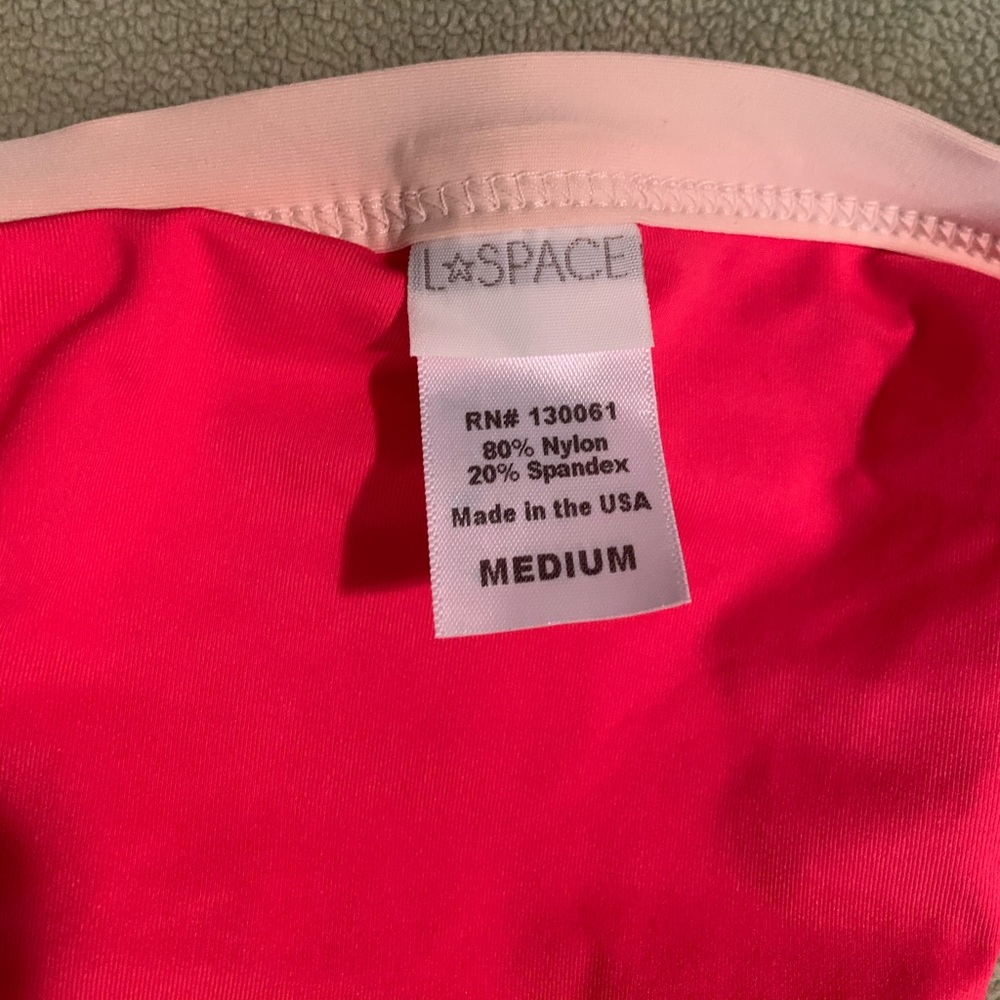 L☆SPACE
RN# 130061
80% Nylon
20% Spandex
Made in the USA
MEDIUM